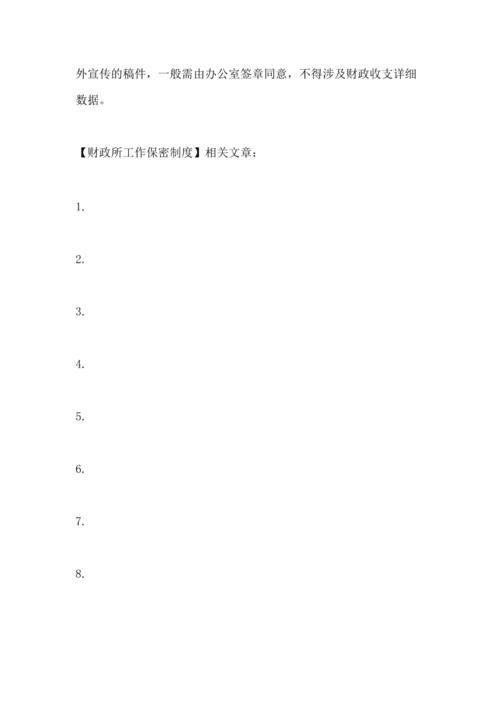 外宣传的稿件，一般需由办公室签章同意，不得涉及财政收支详细
数据。
【财政所工作保密制度】相关文章：
1.
2.
3.
4.
5.
6.
7.
8.